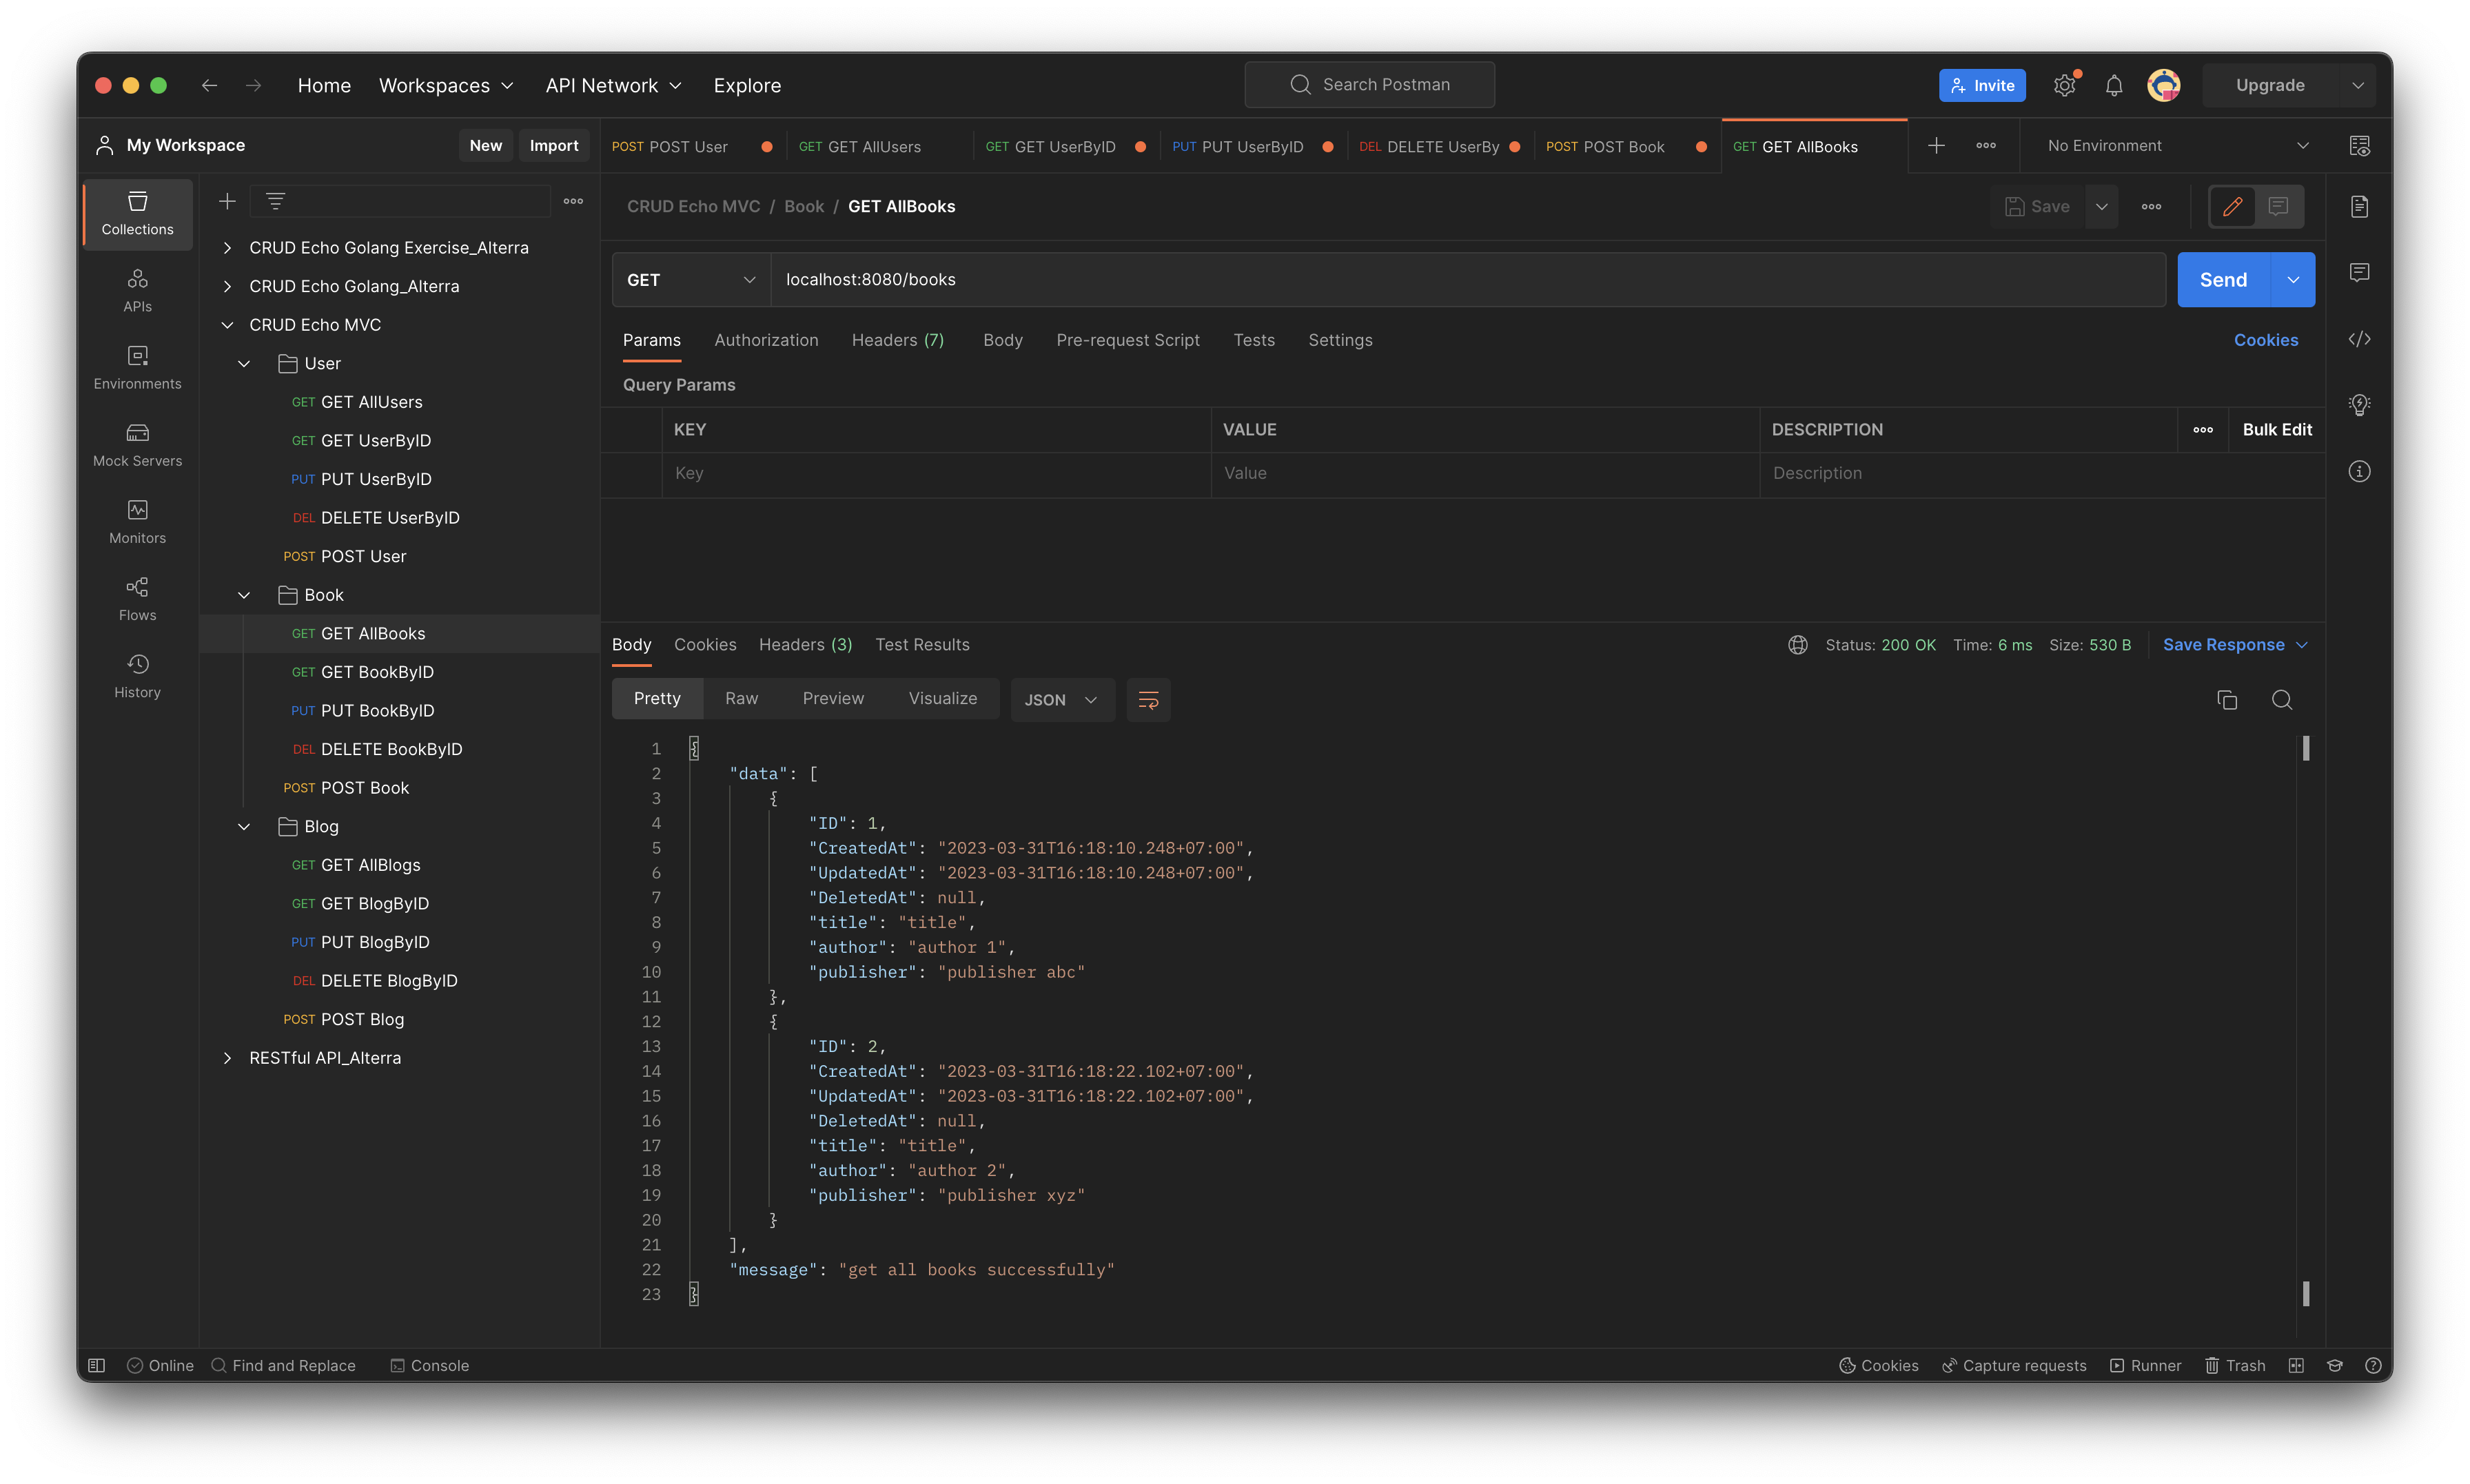 Home Workspaces API Network Explore Search Postman Invite Upgrade
My Workspace New Import
POST POST User GET GET AllUsers GET GET UserByID PUT PUT UserByID DEL DELETE UserBy POST POST Book GET GET AllBooks No Environment
Collections
APIs
Environments
Mock Servers
Monitors
Flows
History
CRUD Echo Golang Exercise_Alterra
CRUD Echo Golang_Alterra
CRUD Echo MVC
User
GET GET AllUsers
GET GET UserByID
PUT PUT UserByID
DEL DELETE UserByID
POST POST User
Book
GET GET AllBooks
GET GET BookByID
PUT PUT BookByID
DEL DELETE BookByID
POST POST Book
Blog
GET GET AllBlogs
GET GET BlogByID
PUT PUT BlogByID
DEL DELETE BlogByID
POST POST Blog
RESTful API_Alterra
CRUD Echo MVC / Book / GET AllBooks Save
GET localhost:8080/books Send
Params Authorization Headers (7) Body Pre-request Script Tests Settings Cookies
Query Params
KEY VALUE DESCRIPTION Bulk Edit
Key Value Description
Body Cookies Headers (3) Test Results Status: 200 OK Time: 6 ms Size: 530 B Save Response
Pretty Raw Preview Visualize JSON
1 {
2 "data": [
3 {
4 "ID": 1,
5 "CreatedAt": "2023-03-31T16:18:10.248+07:00",
6 "UpdatedAt": "2023-03-31T16:18:10.248+07:00",
7 "DeletedAt": null,
8 "title": "title",
9 "author": "author 1",
10 "publisher": "publisher abc"
11 },
12 {
13 "ID": 2,
14 "CreatedAt": "2023-03-31T16:18:22.102+07:00",
15 "UpdatedAt": "2023-03-31T16:18:22.102+07:00",
16 "DeletedAt": null,
17 "title": "title",
18 "author": "author 2",
19 "publisher": "publisher xyz"
20 }
21 ],
22 "message": "get all books successfully"
23 }
Online Find and Replace Console Cookies Capture requests Runner Trash